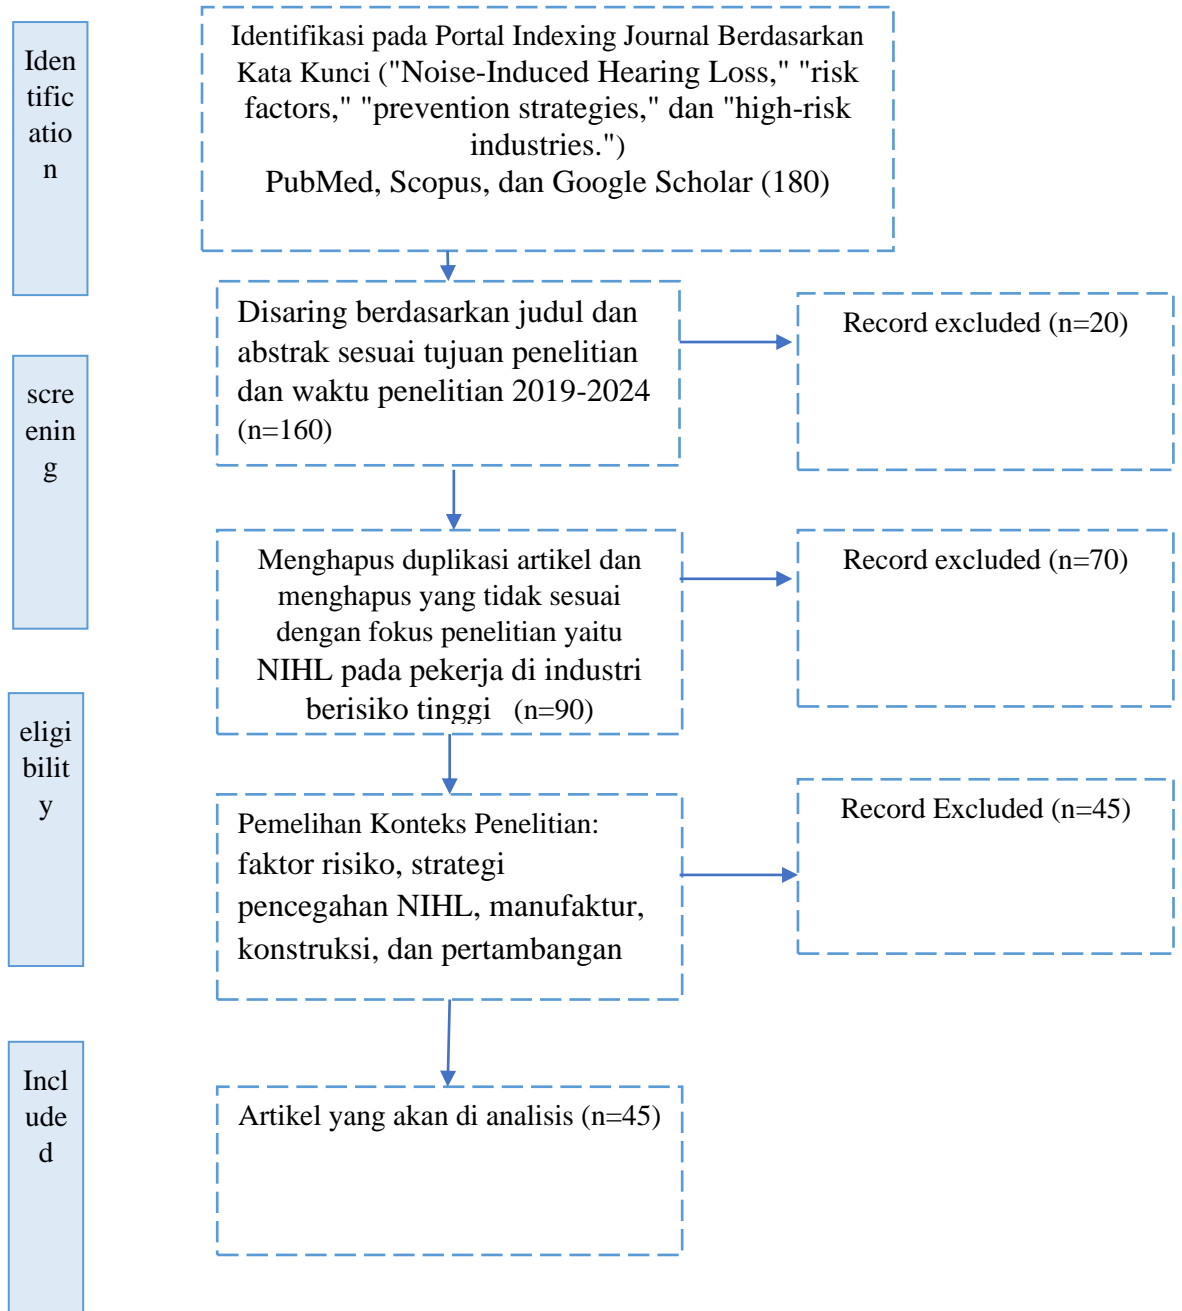 Iden
tific
atio
n
Identifikasi pada Portal Indexing Journal Berdasarkan
Kata Kunci ("Noise-Induced Hearing Loss," "risk
factors," "prevention strategies," dan "high-risk
industries.")
PubMed, Scopus, dan Google Scholar (180)
Disaring berdasarkan judul dan
abstrak sesuai tujuan penelitian
dan waktu penelitian 2019-2024
(n=160)
Record excluded (n=20)
scre
enin
g
Menghapus duplikasi artikel dan
menghapus yang tidak sesuai
dengan fokus penelitian yaitu
NIHL pada pekerja di industri
berisiko tinggi (n=90)
Record excluded (n=70)
eligi
bilit
y
Pemelihan Konteks Penelitian:
faktor risiko, strategi
pencegahan NIHL, manufaktur,
konstruksi, dan pertambangan
Record Excluded (n=45)
Incl
ude
d
Artikel yang akan di analisis (n=45)